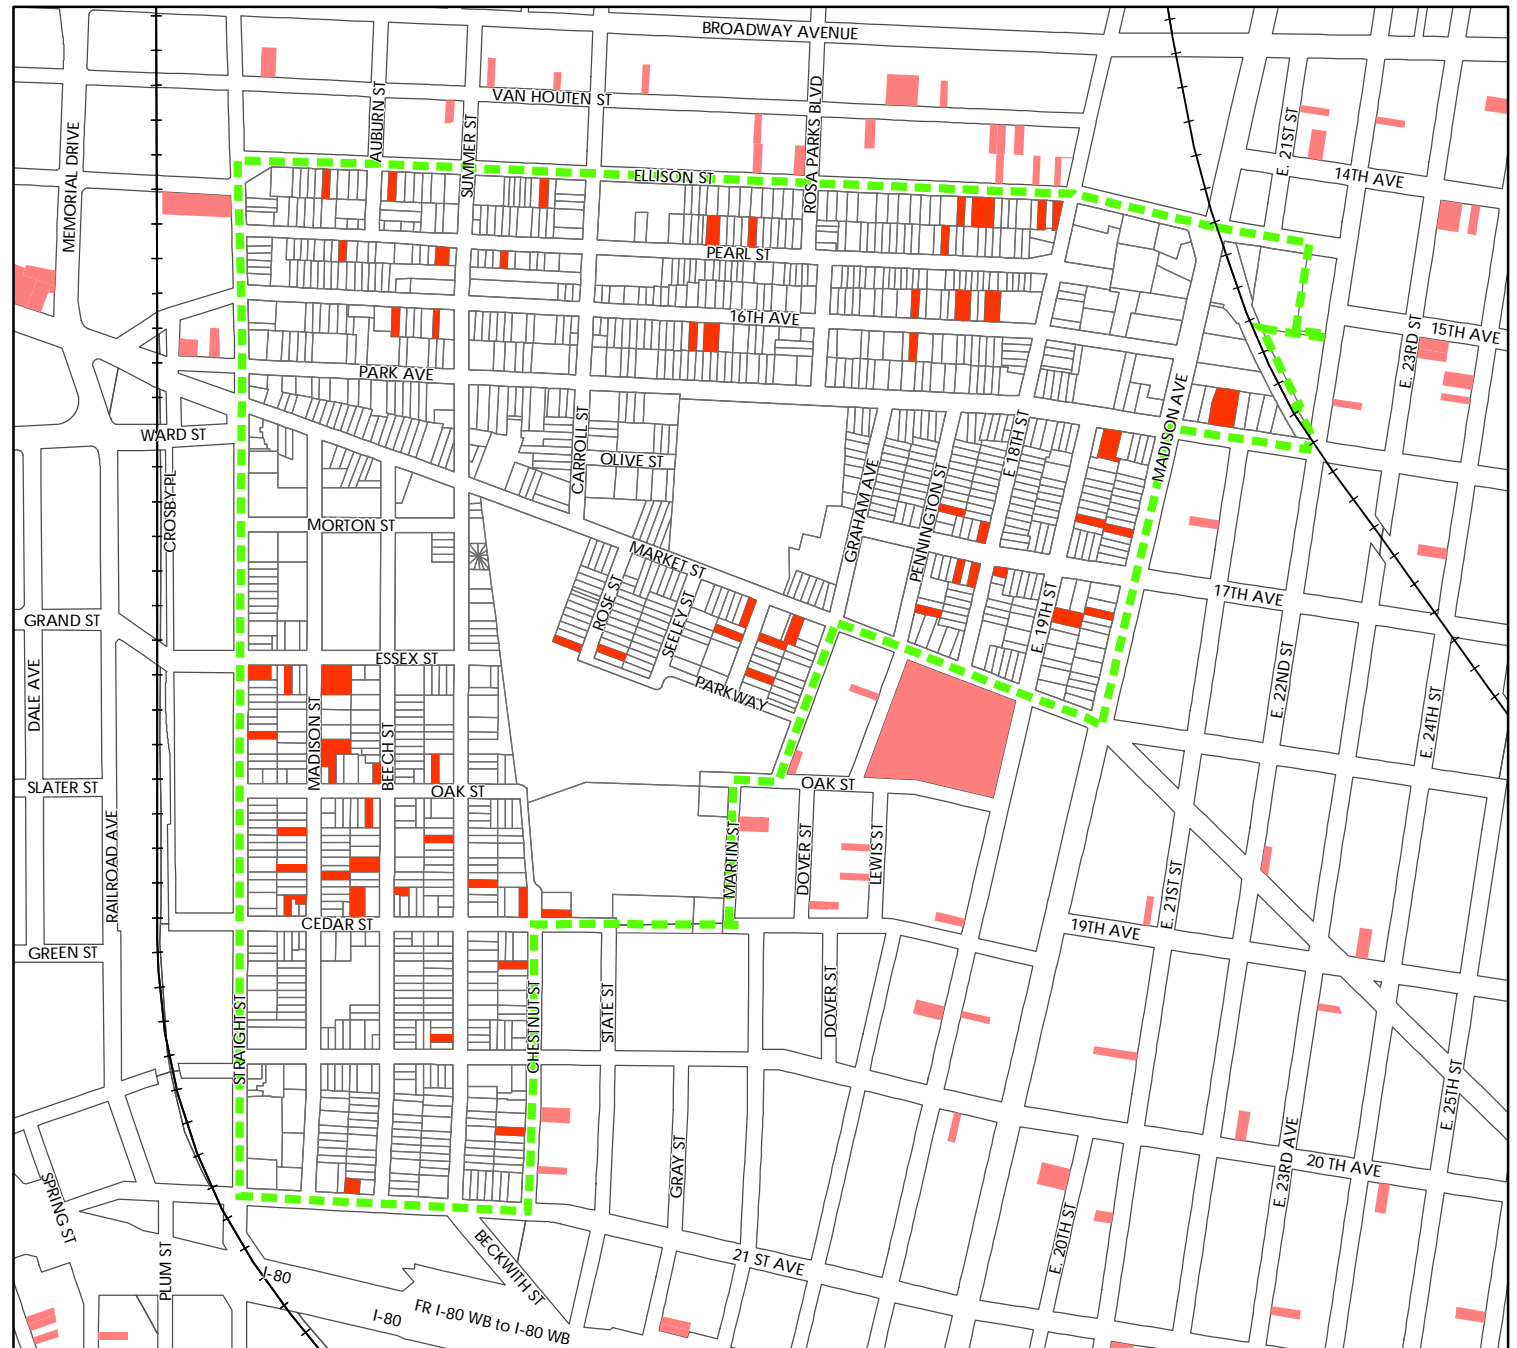 BROADWAY AVENUE
VAN HOUTEN ST
AUBURN ST
SUMMER ST
ROSA PARKS BLVD
MEMORIAL DRIVE
E. 21ST ST
14TH AVE
ELLISON ST
PEARL ST
16TH AVE
15TH AVE
E. 23RD ST
PARK AVE
WARD ST
CARROLL ST
OLIVE ST
MADISON AVE
E 18TH ST
GRAHAM AVE
PENNINGTON ST
CROSBY PL
MORTON ST
MARKET ST
17TH AVE
ROSE ST
SEELEY ST
E. 19TH ST
GRAND ST
DALE AVE
ESSEX ST
PARKWAY
E. 22ND ST
E. 24TH ST
MADISON ST
BEECH ST
SLATER ST
OAK ST
OAK ST
RAILROAD AVE
MARTIN ST
DOVER ST
LEWIS ST
E. 21ST ST
CEDAR ST
19TH AVE
GREEN ST
STRAIGHT ST
CHESTNUT ST
STATE ST
DOVER ST
E. 25TH ST
GRAY ST
20 TH AVE
E. 23RD AVE
SPRING ST
E. 20TH ST
PLUM ST
BECKWITH ST
21 ST AVE
I-80
I-80
FR I-80 WB to I-80 WB